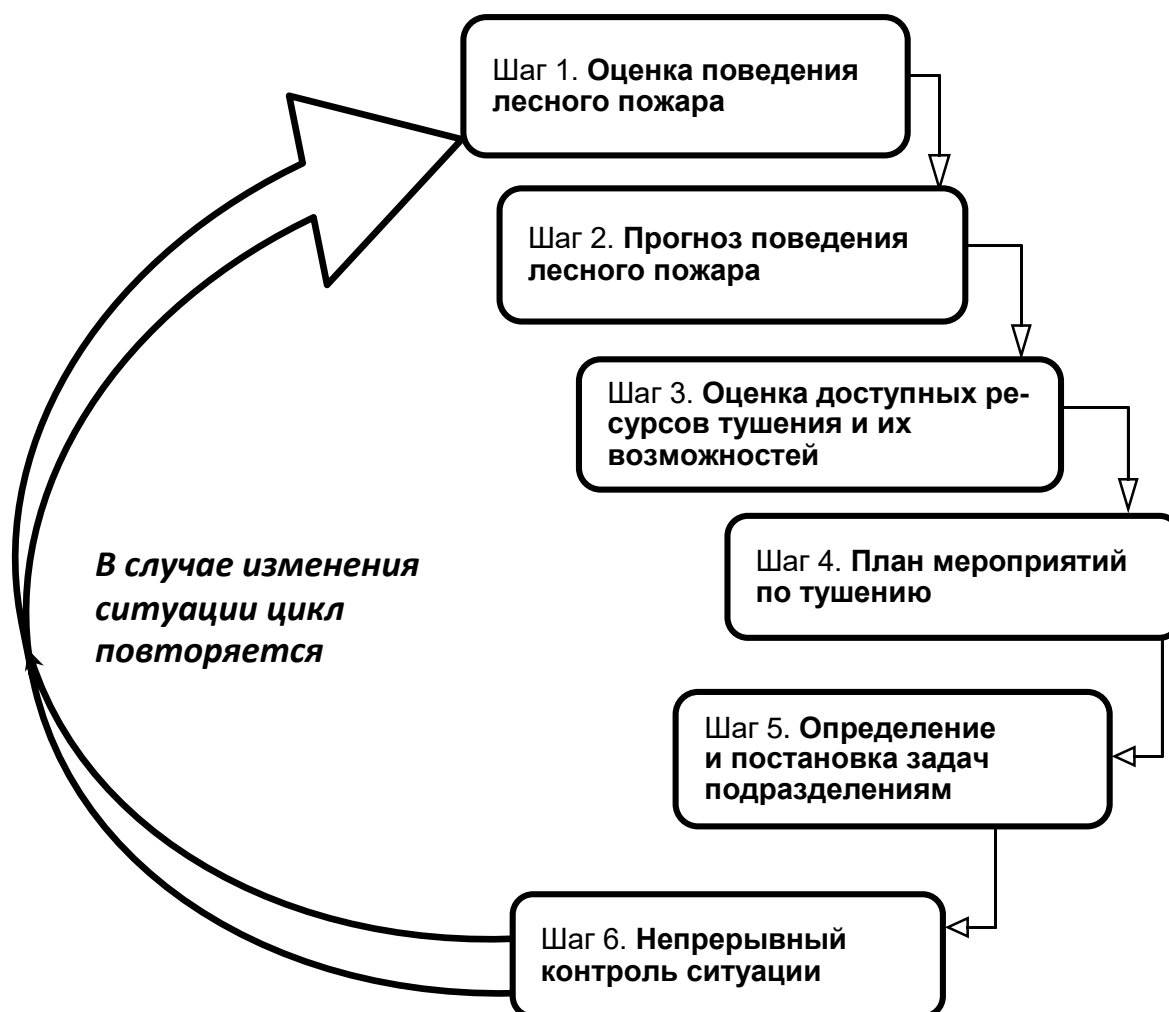 Шаг 1. Оценка поведения
лесного пожара
Шаг 2. Прогноз поведения
лесного пожара
Шаг 3. Оценка доступных ре-
сурсов тушения и их
возможностей
Шаг 4. План мероприятий
по тушению
В случае изменения
ситуации цикл
повторяется
Шаг 5. Определение
и постановка задач
подразделениям
Шаг 6. Непрерывный
контроль ситуации